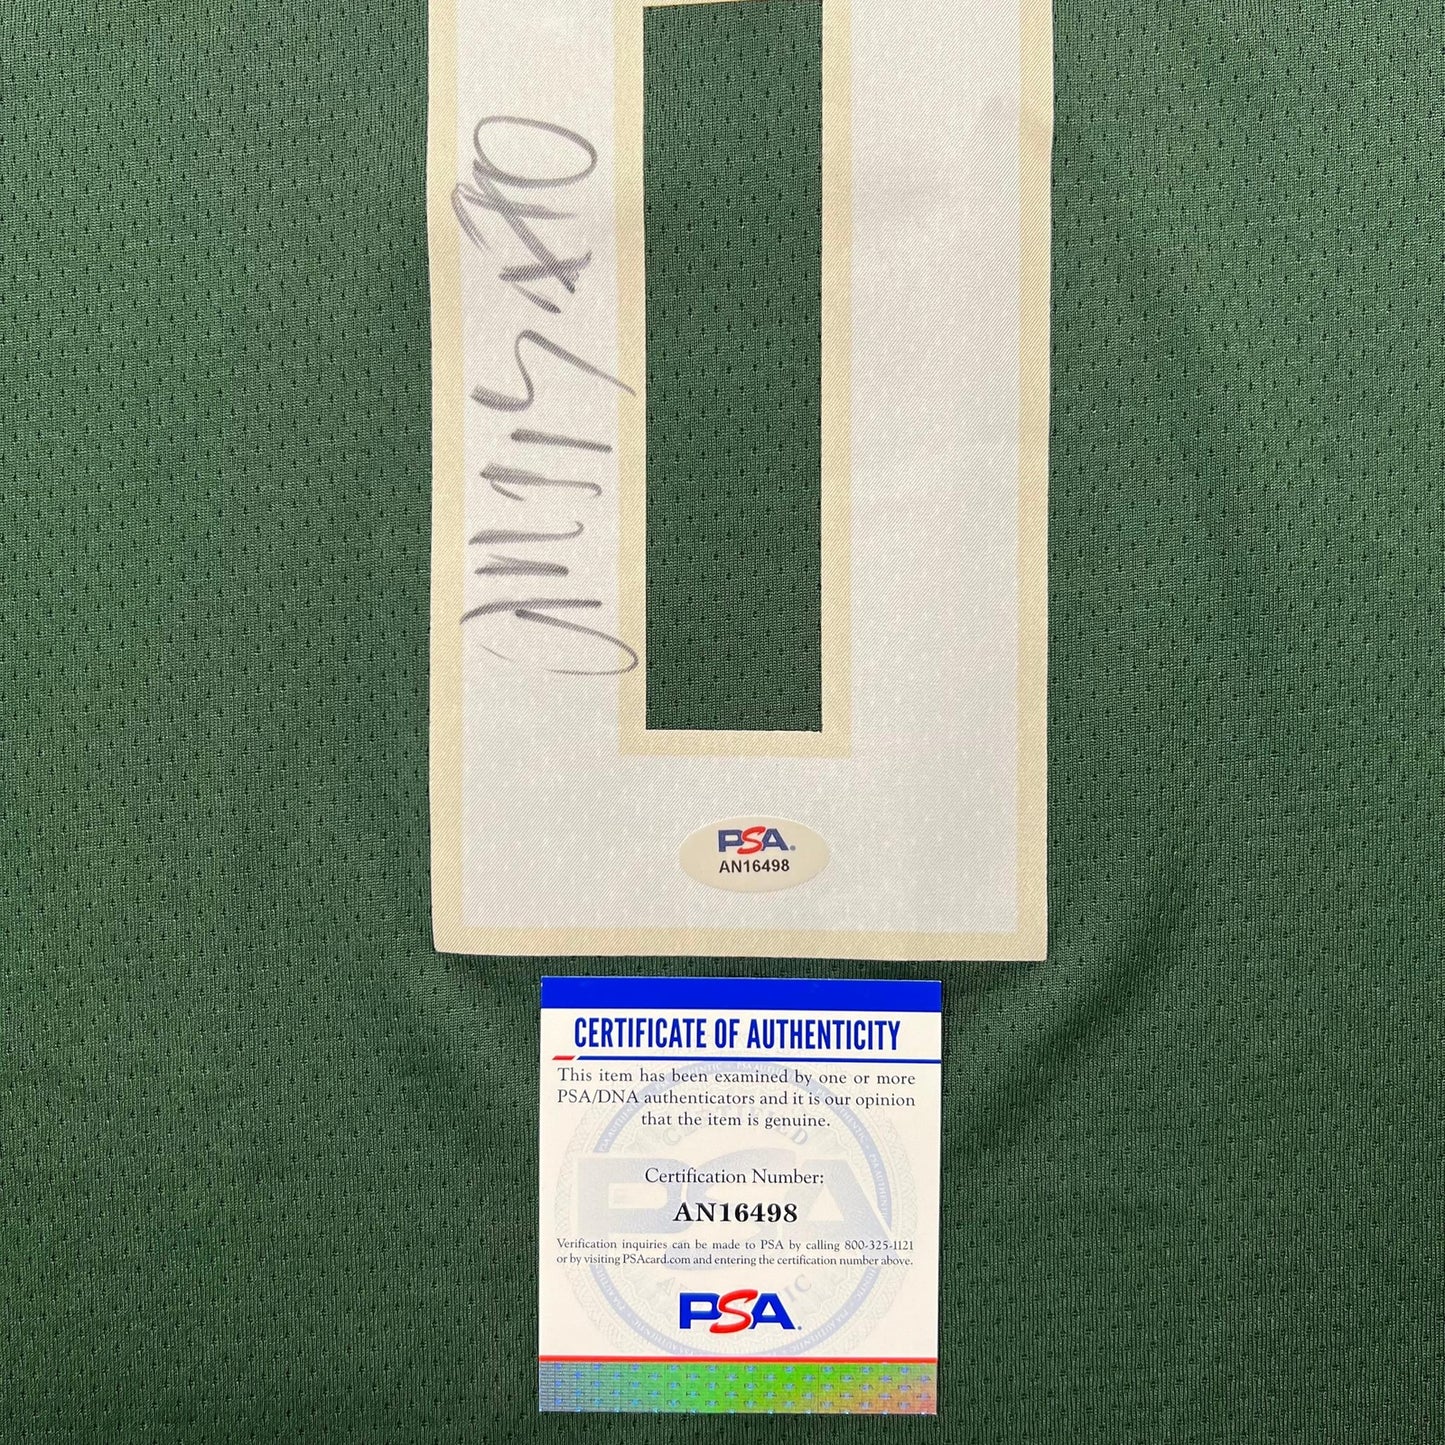 0
PSA
AN16498
CERTIFICATE OF AUTHENTICITY
This item has been examined by one or more
PSA/DNA authenticators and it is our opinion
that the item is genuine.
Certification Number:
AN16498
Verification inquiries can be made to PSA by calling 800-325-1121
or by visiting PSAcard.com and entering the certification number above.
PSA